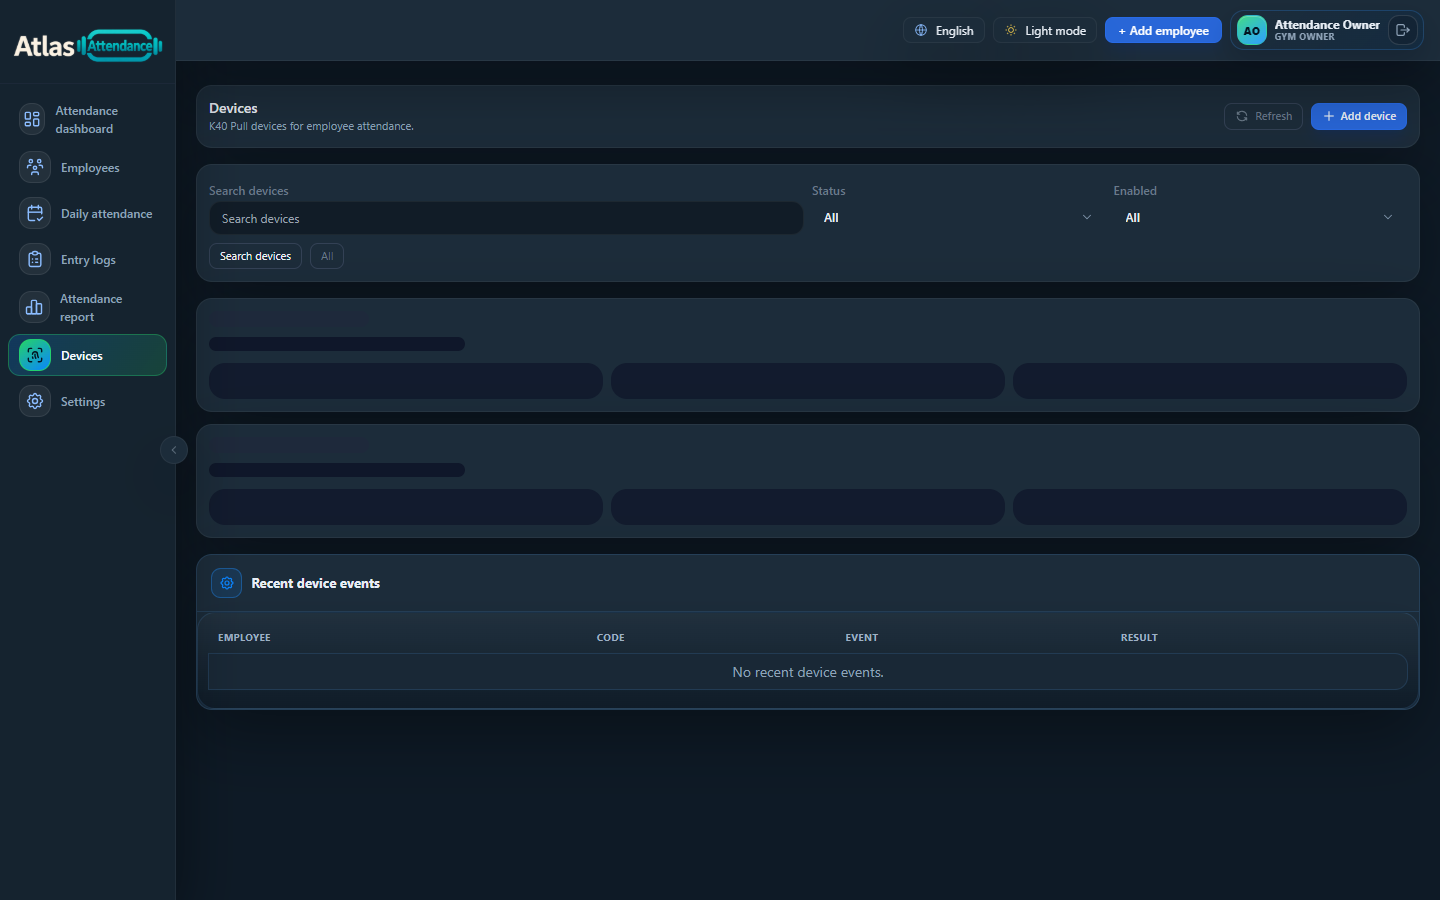 Atlas Attendance
English
Light mode
+ Add employee
AO
Attendance Owner
GYM OWNER
Attendance
dashboard
Employees
Daily attendance
Entry logs
Attendance
report
Devices
Settings
Devices
K40 Pull devices for employee attendance.
Refresh
+ Add device
Search devices
Status
Enabled
Search devices
All
All
Search devices
All
Recent device events
EMPLOYEE
CODE
EVENT
RESULT
No recent device events.